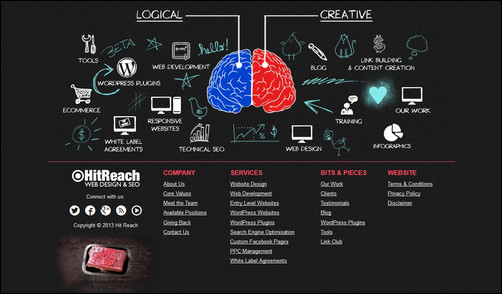 LOGICAL
CREATIVE
TOOLS
BETA
hello!
WORDPRESS PLUGINS
WEB DEVELOPMENT
BLOG
LINK BUILDING
& CONTENT CREATION
ECOMMERCE
RESPONSIVE
WEBSITES
TRAINING
OUR WORK
WHITE LABEL
AGREEMENTS
TECHNICAL SEO
WEB DESIGN
INFOGRAPHICS
HitReach
WEB DESIGN & SEO
Connect with us:
Copyright © 2013 Hit Reach
COMPANY
About Us
Core Values
Meet the Team
Available Positions
Giving Back
Contact Us
SERVICES
Website Design
Web Development
Entry Level Websites
WordPress Websites
WordPress Plugins
Search Engine Optimisation
Custom Facebook Pages
PPC Management
White Label Agreements
BITS & PIECES
Our Work
Clients
Testimonials
Blog
WordPress Plugins
Tools
Link Club
WEBSITE
Terms & Conditions
Privacy Policy
Disclaimer